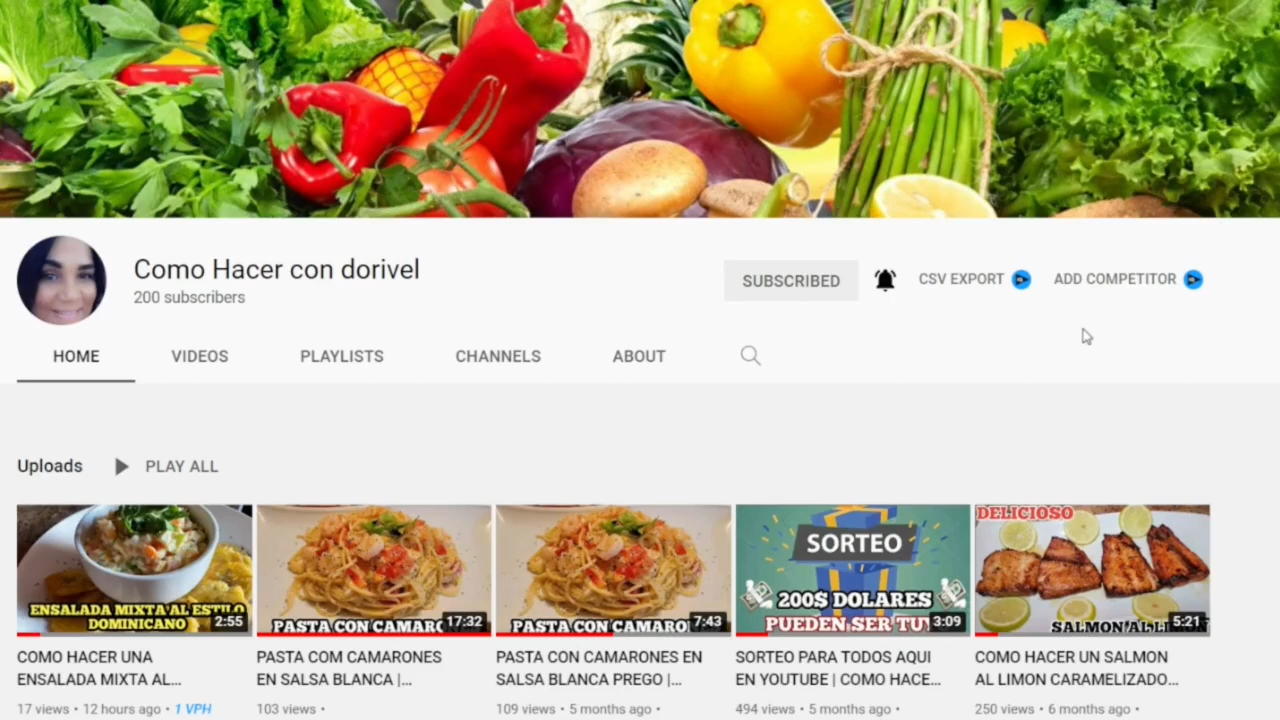 Como Hacer con dorivel
200 subscribers
SUBSCRIBED
CSV EXPORT
ADD COMPETITOR
HOME
VIDEOS
PLAYLISTS
CHANNELS
ABOUT
Uploads
PLAY ALL
ENSALADA MIXTA AL ESTILO
DOMINICANO
2:55
PASTA CON CAMARO
17:32
PASTA CON CAMARO
7:43
SORTEO
200$ DOLARES
PUEDEN SER TUY
3:09
DELICIOSO
SALMON AL LIMON
5:21
COMO HACER UNA
ENSALADA MIXTA AL...
17 views • 12 hours ago • 1 VPH
PASTA COM CAMARONES
EN SALSA BLANCA |...
103 views •
PASTA CON CAMARONES EN
SALSA BLANCA PREGO |...
109 views • 5 months ago •
SORTEO PARA TODOS AQUI
EN YOUTUBE | COMO HACE...
494 views • 5 months ago •
COMO HACER UN SALMON
AL LIMON CARAMELIZADO...
250 views • 6 months ago •